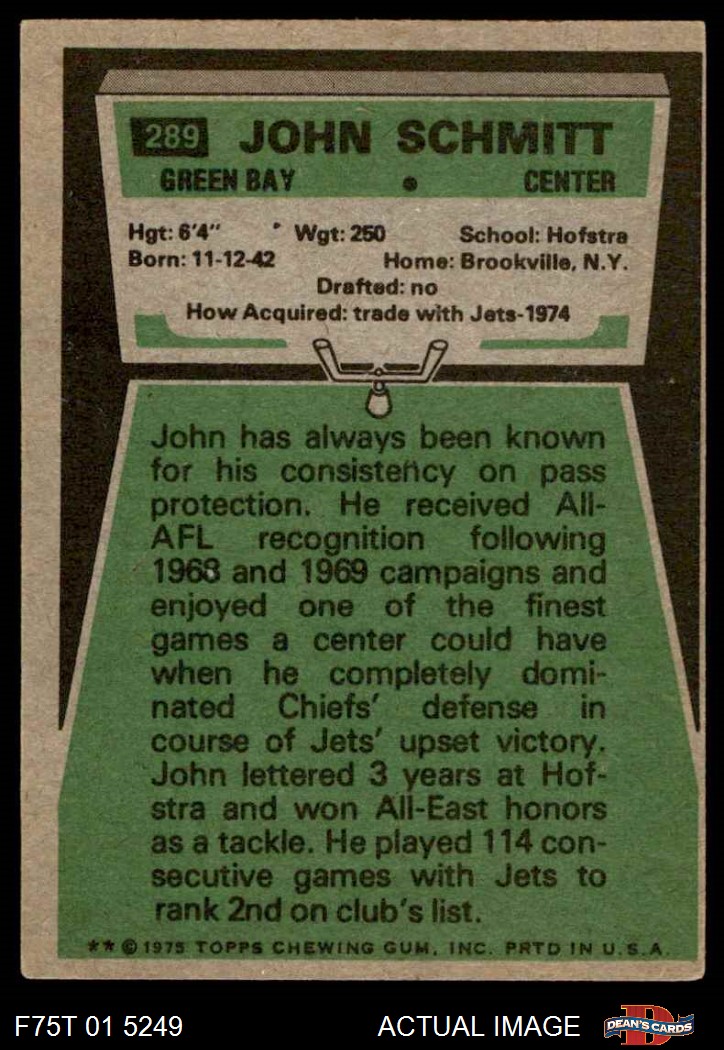 289 JOHN SCHMITT
GREEN BAY • CENTER
Hgt: 6'4" Wgt: 250 School: Hofstra
Born: 11-12-42 Home: Brookville, N.Y.
Drafted: no
How Acquired: trade with Jets-1974
John has always been known
for his consistency on pass
protection. He received All-
AFL recognition following
1968 and 1969 campaigns and
enjoyed one of the finest
games a center could have
when he completely domi-
nated Chiefs' defense in
course of Jets' upset victory.
John lettered 3 years at Hof-
stra and won All-East honors
as a tackle. He played 114 con-
secutive games with Jets to
rank 2nd on club's list.
** © 1975 TOPPS CHEWING GUM, INC. PRTD IN U.S.A.
F75T 01 5249 ACTUAL IMAGE D DEAN'S CARDS